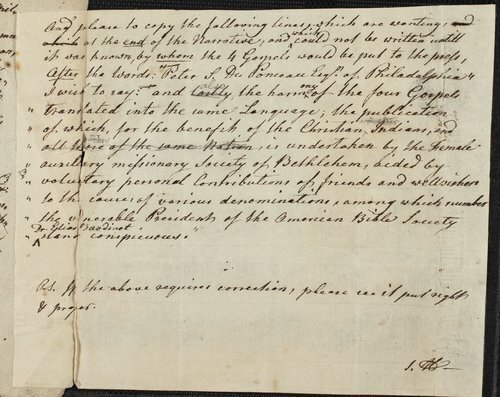 And please to copy the following lines, which are wanting, and
which at the end of the Narrative, and which could not be written until
it was known, by whom the 4 Gospels would be put to the press,
After the words: Peter S. Du Ponceau Esqr. of Philadelphia
"I wish to say: "and lastly, the harmony of the four Gospels
" translated into the same Language; the publication
" of which, for the benefit of the Christian Indians, and
" all those of the same Nation, is undertaken by the Female
" auxiliary missionary Society of Bethlehem, aided by
" voluntary personal Contributions of friends and wellwishers
" to the cause, of various denominations, among which number
" the venerable Presidents of the American Bible Society
Dr. Elias Boudinot
" stand conspicuous."
P.S. If the above requires correction, please see it put right
& proper.
J. H